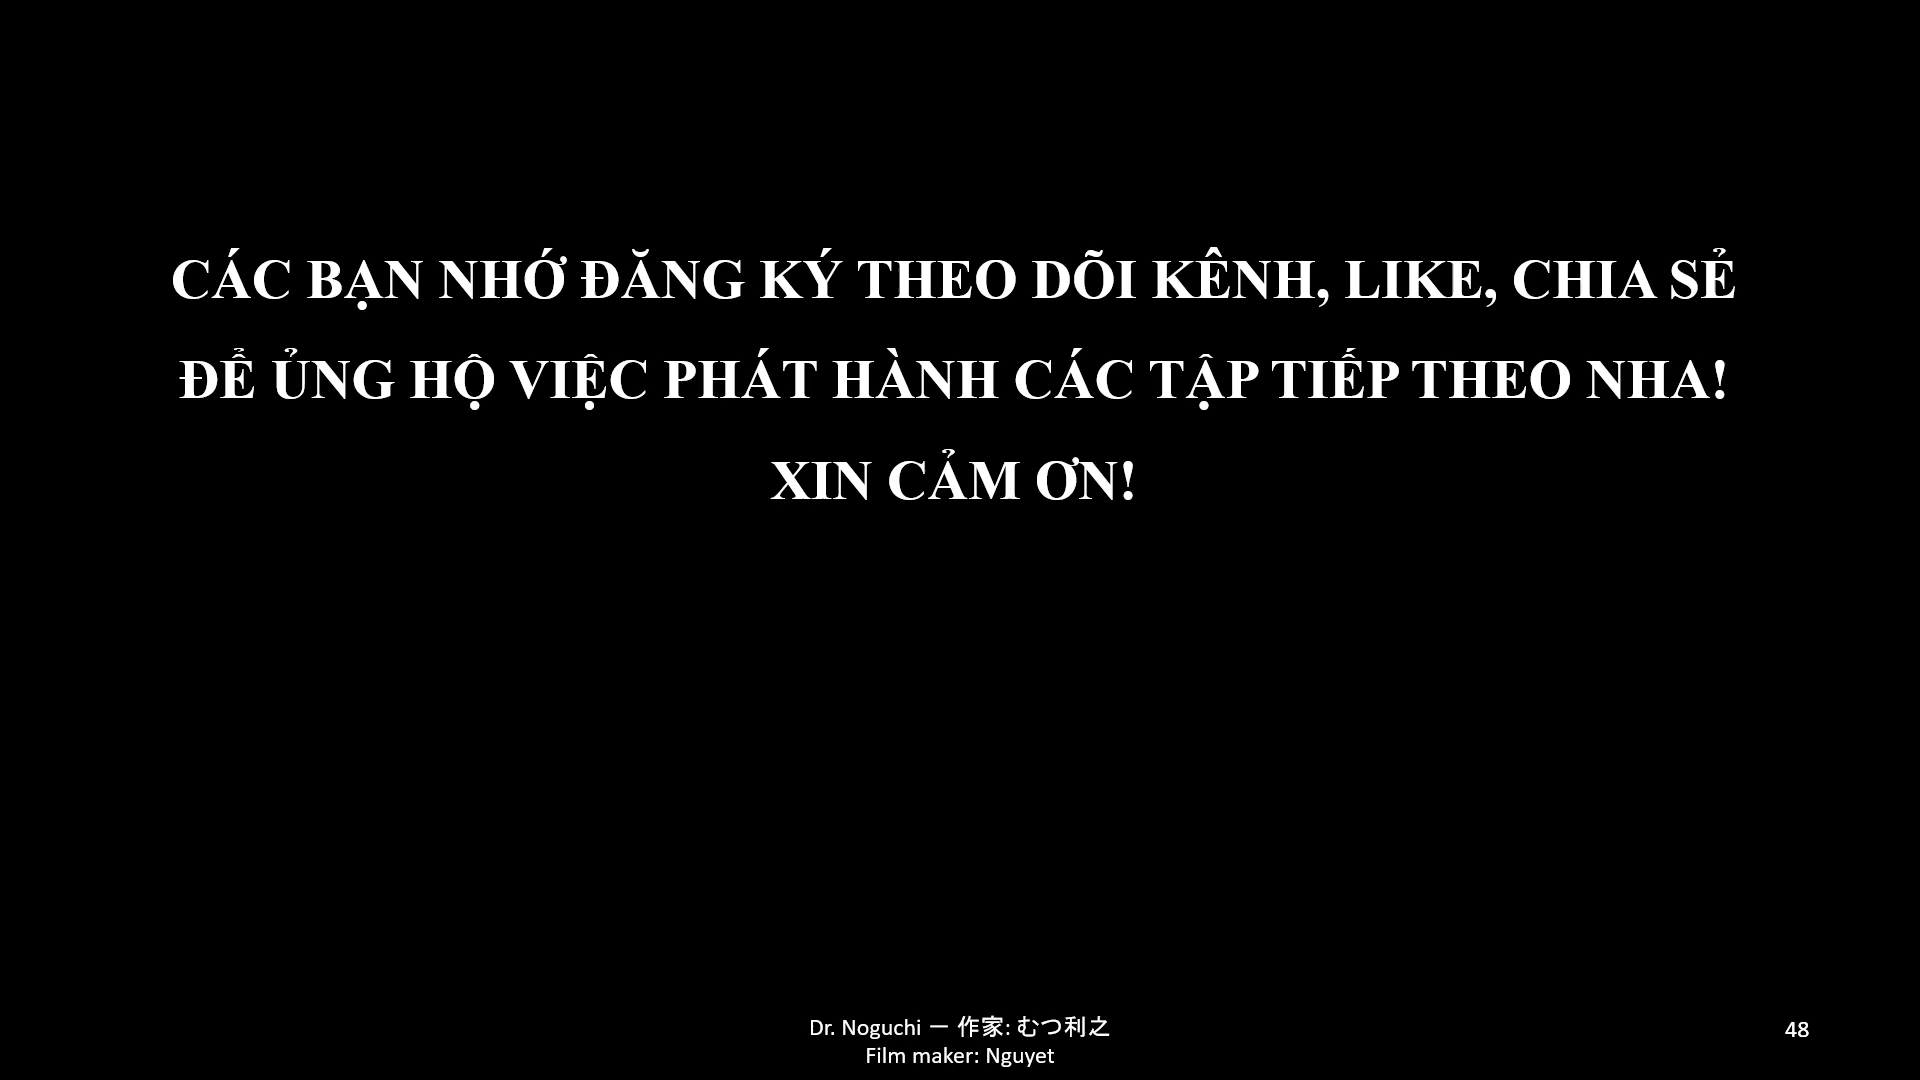 CÁC BẠN NHỚ ĐĂNG KÝ THEO DÕI KÊNH, LIKE, CHIA SẺ
ĐỂ ỦNG HỘ VIỆC PHÁT HÀNH CÁC TẬP TIẾP THEO NHA!
XIN CẢM ƠN!
Dr. Noguchi ー 作家: むつ利之
Film maker: Nguyet
48